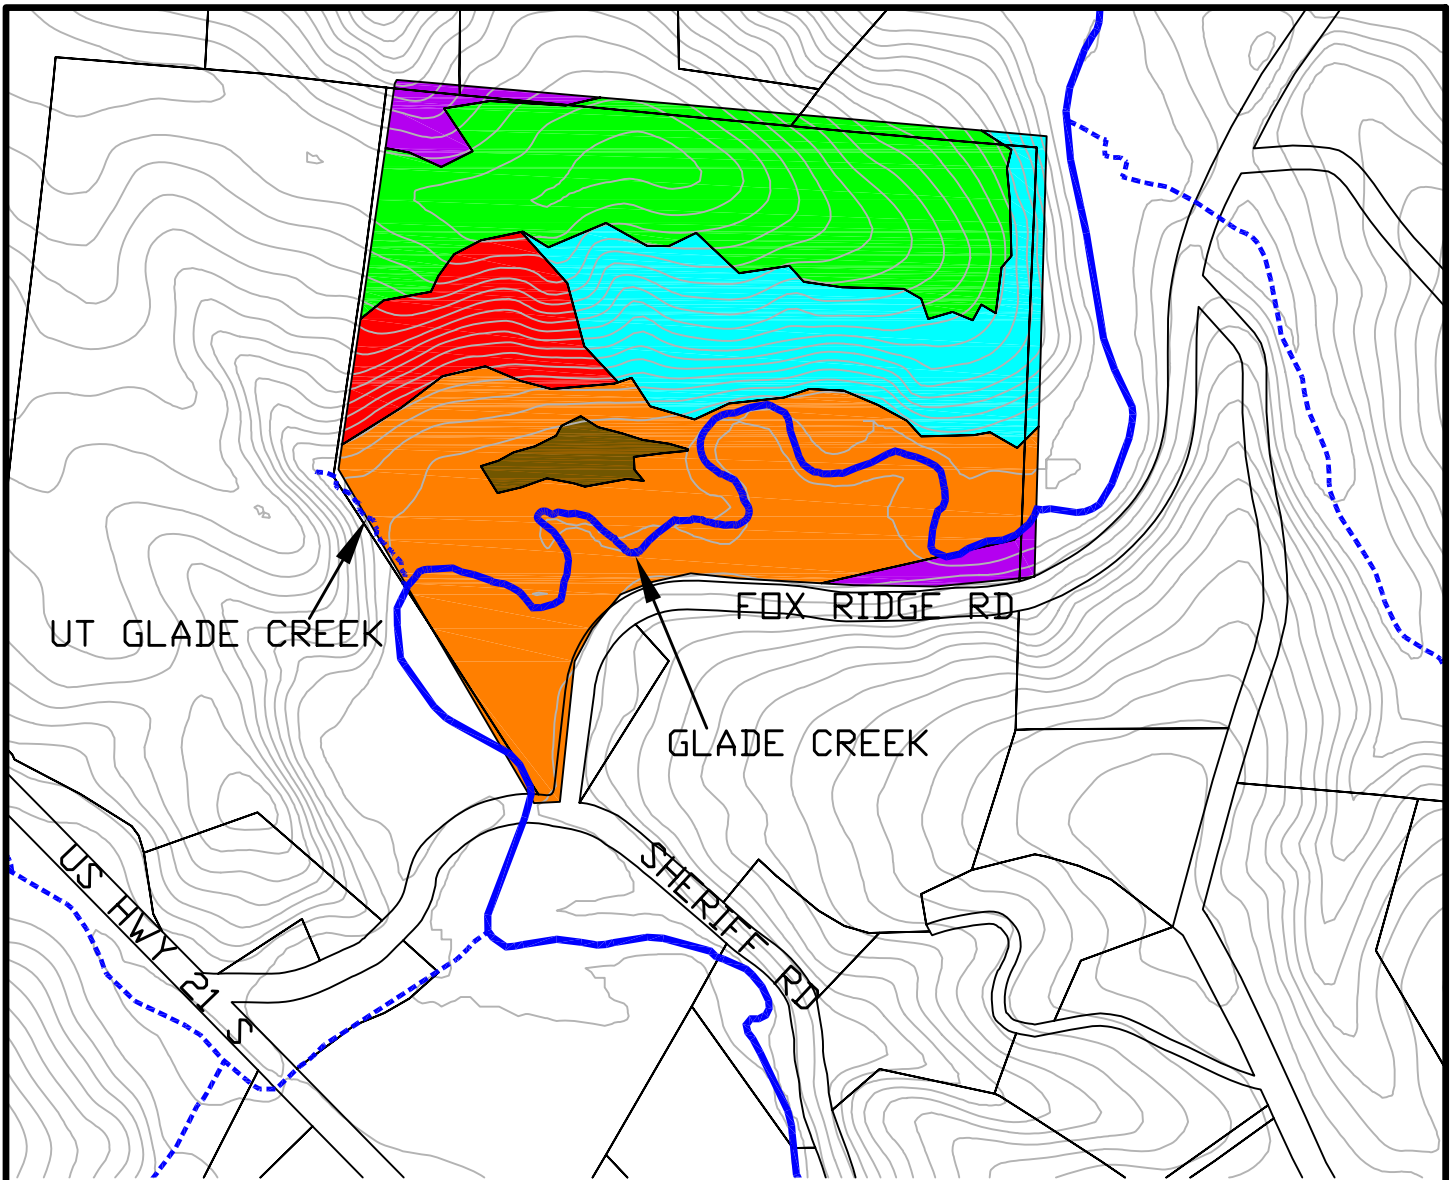 FOX RIDGE RD
UT GLADE CREEK
GLADE CREEK
SHERIFF RD
US HWY 21 S